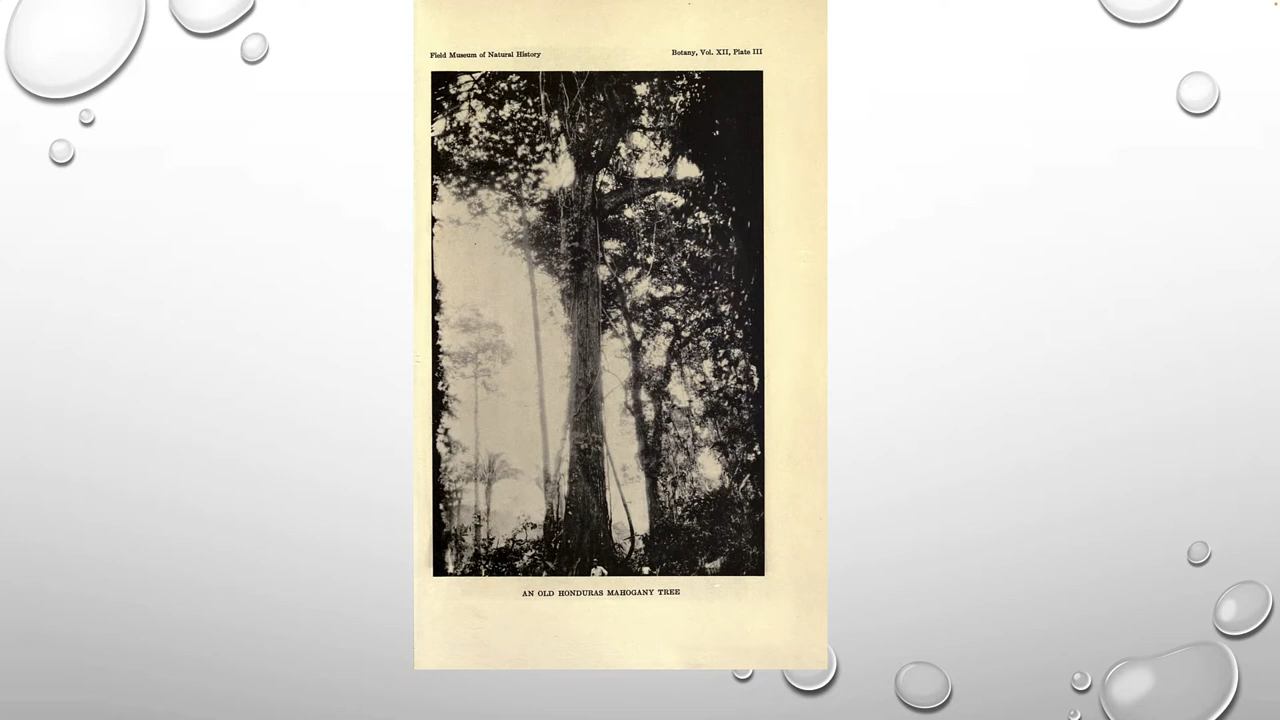 Field Museum of Natural History
Botany, Vol. XII, Plate III
AN OLD HONDURAS MAHOGANY TREE